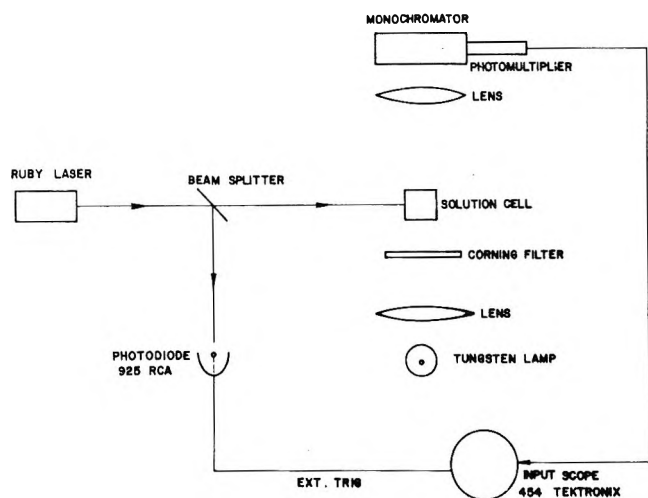 MONOCHROMATOR
PHOTOMULTIPLIER
LENS
RUBY LASER
BEAM SPLITTER
SOLUTION CELL
CORNING FILTER
LENS
PHOTODIODE
925 RCA
TUNGSTEN LAMP
EXT. TRIG
INPUT SCOPE
454 TEKTRONIX